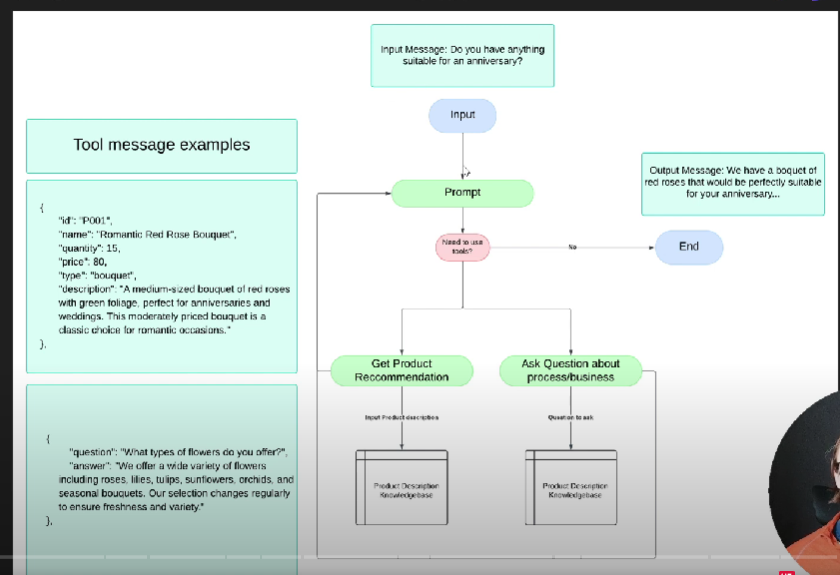 Input Message: Do you have anything
suitable for an anniversary?
Input
Tool message examples
Output Message: We have a boquet of
red roses that would be perfectly suitable
for your anniversary...
Prompt
Need to use
tools?
No
End
{
"id": "P001",
"name": "Romantic Red Rose Bouquet",
"quantity": 15,
"price": 80,
"type": "bouquet",
"description": "A medium-sized bouquet of red roses
with green foliage, perfect for anniversaries and
weddings. This moderately priced bouquet is a
classic choice for romantic occasions."
},
Get Product
Reccommendation
Ask Question about
process/business
Input Product description
Question to ask
Product Description
Knowledgebase
Product Description
Knowledgebase
{
"question": "What types of flowers do you offer?",
"answer": "We offer a wide variety of flowers
including roses, lilies, tulips, sunflowers, orchids, and
seasonal bouquets. Our selection changes regularly
to ensure freshness and variety."
},